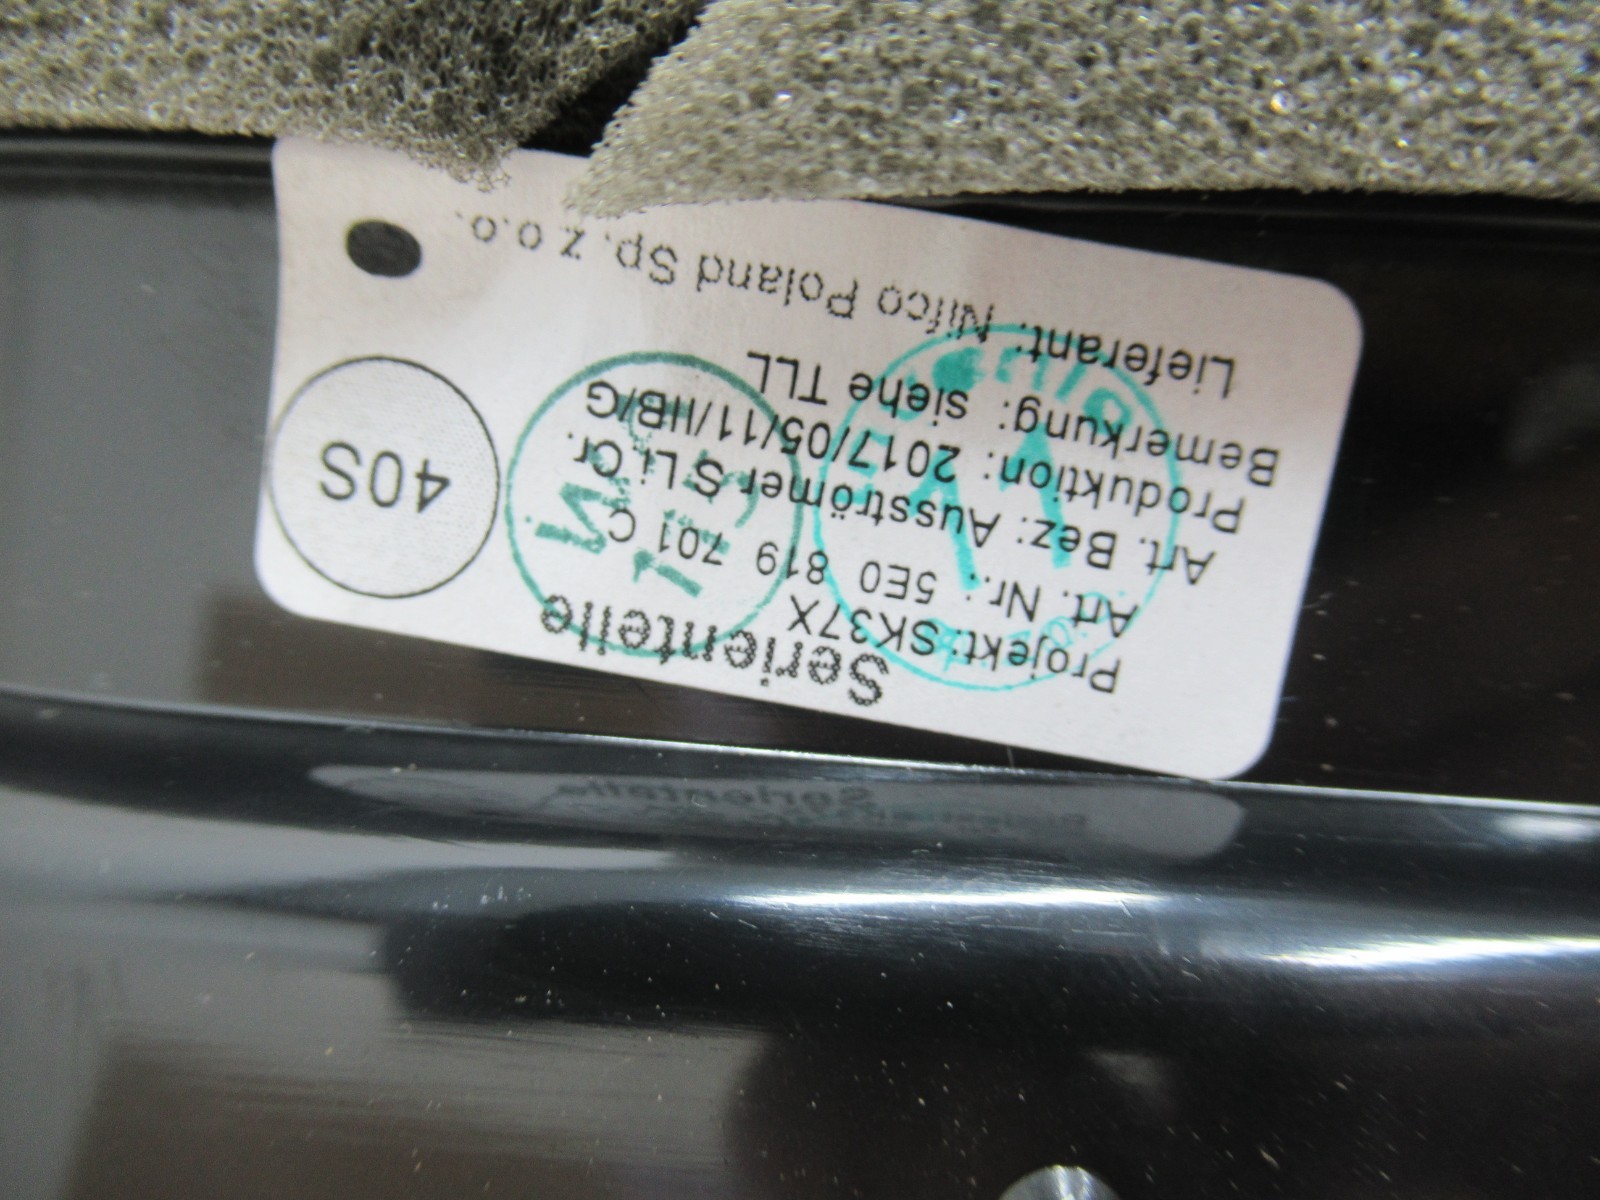 Serienteile
Projekt: SK37X
Art. Nr.: 5E0 819 701 C
Art. Bez: Ausströmer S Li Cr.
Produktion: 2017/05/11/IIB/G
Bemerkung: siehe TLL
Lieferant: Nifco Poland Sp. z o.o.
40S